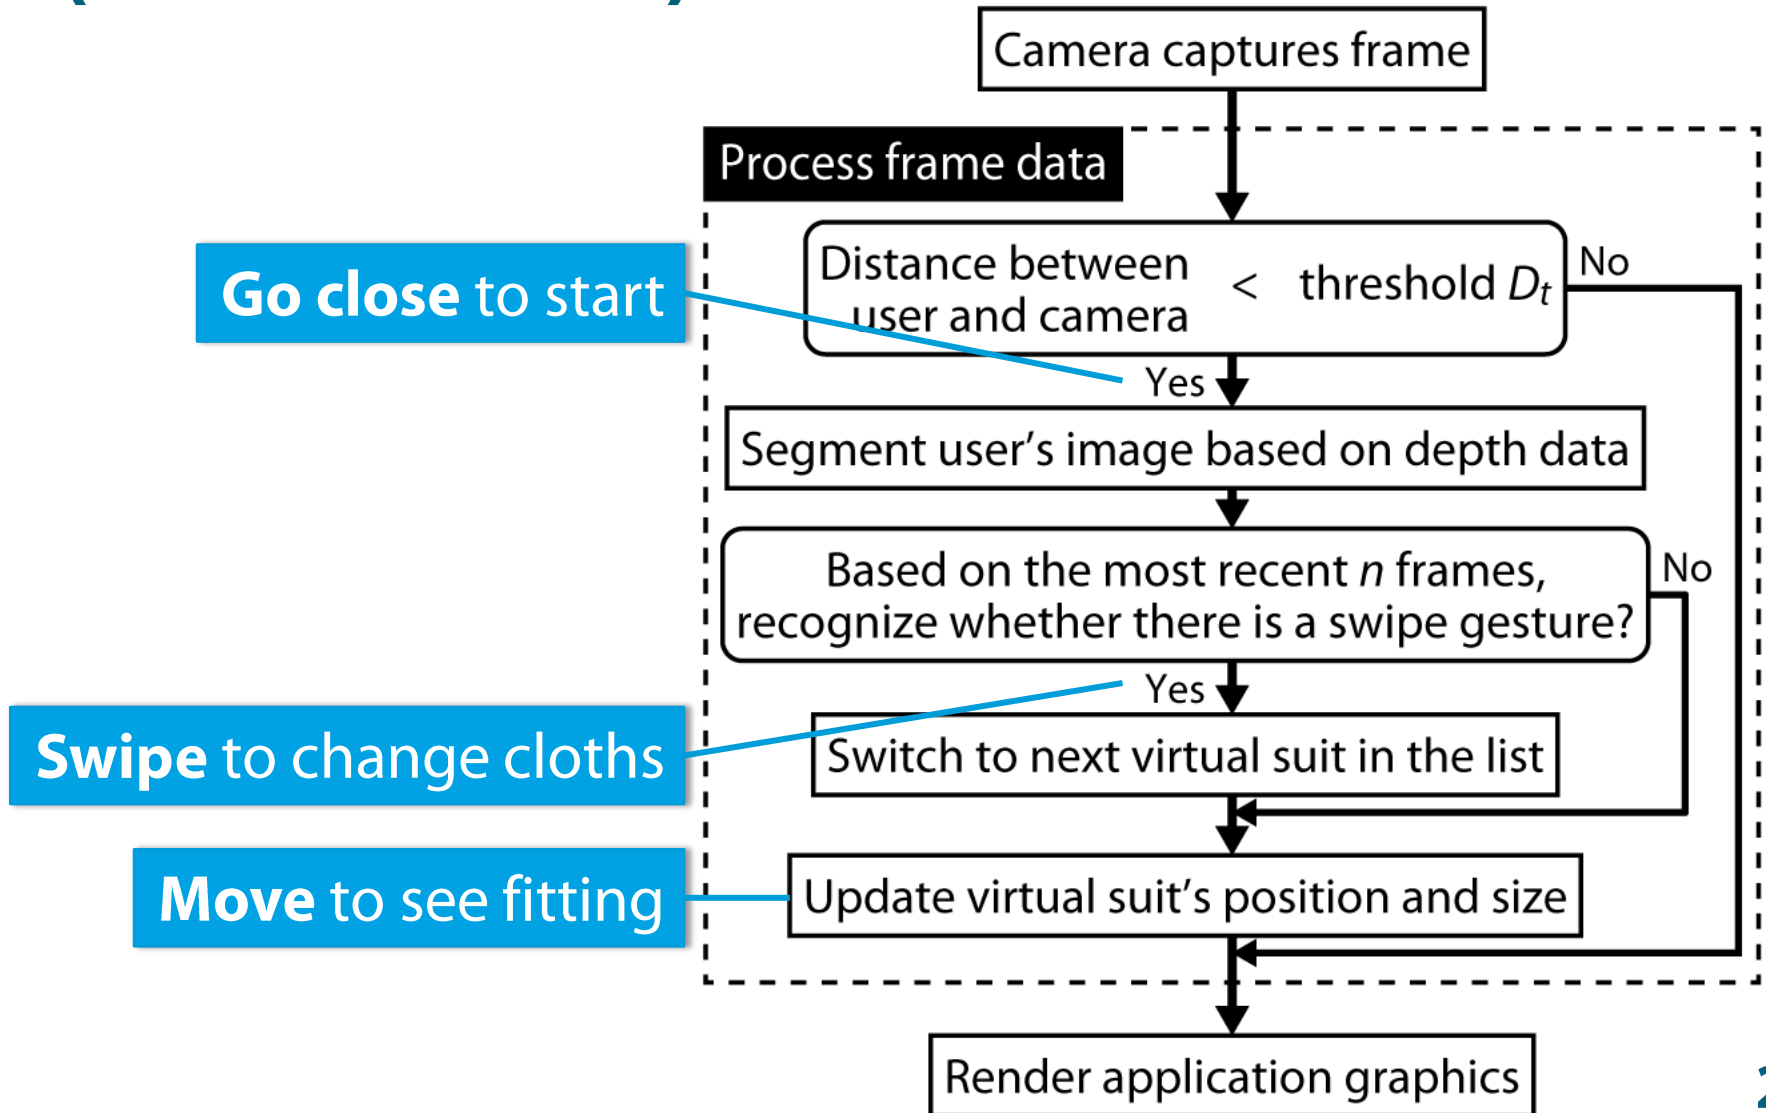 Camera captures frame
Process frame data
Distance between
user and camera
< threshold Dt
No
Go close to start
Yes
Segment user’s image based on depth data
Based on the most recent n frames,
recognize whether there is a swipe gesture?
No
Yes
Swipe to change cloths
Switch to next virtual suit in the list
Move to see fitting
Update virtual suit’s position and size
Render application graphics